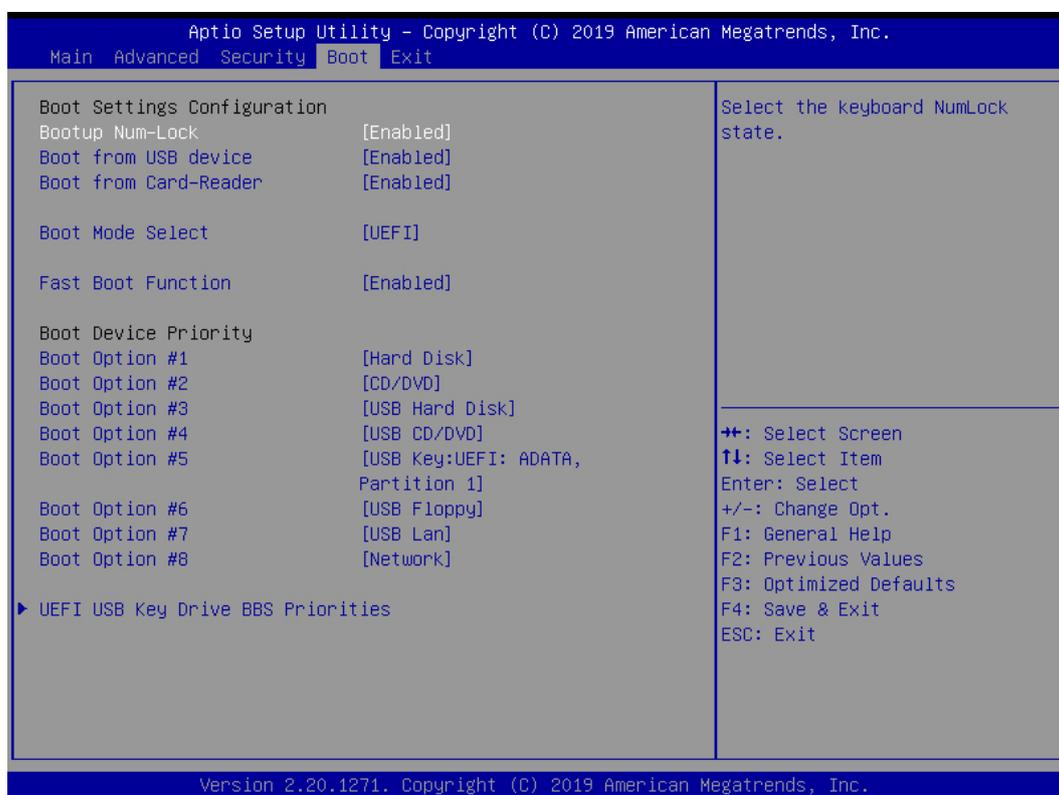 Aptio Setup Utility – Copyright (C) 2019 American Megatrends, Inc.
Main Advanced Security Boot Exit
Boot Settings Configuration
Bootup Num-Lock [Enabled]
Boot from USB device [Enabled]
Boot from Card-Reader [Enabled]
Boot Mode Select [UEFI]
Fast Boot Function [Enabled]
Boot Device Priority
Boot Option #1 [Hard Disk]
Boot Option #2 [CD/DVD]
Boot Option #3 [USB Hard Disk]
Boot Option #4 [USB CD/DVD]
Boot Option #5 [USB Key:UEFI: ADATA,
Partition 1]
Boot Option #6 [USB Floppy]
Boot Option #7 [USB Lan]
Boot Option #8 [Network]
▶ UEFI USB Key Drive BBS Priorities
Select the keyboard NumLock
state.
→←: Select Screen
↑↓: Select Item
Enter: Select
+/-: Change Opt.
F1: General Help
F2: Previous Values
F3: Optimized Defaults
F4: Save & Exit
ESC: Exit
Version 2.20.1271. Copyright (C) 2019 American Megatrends, Inc.